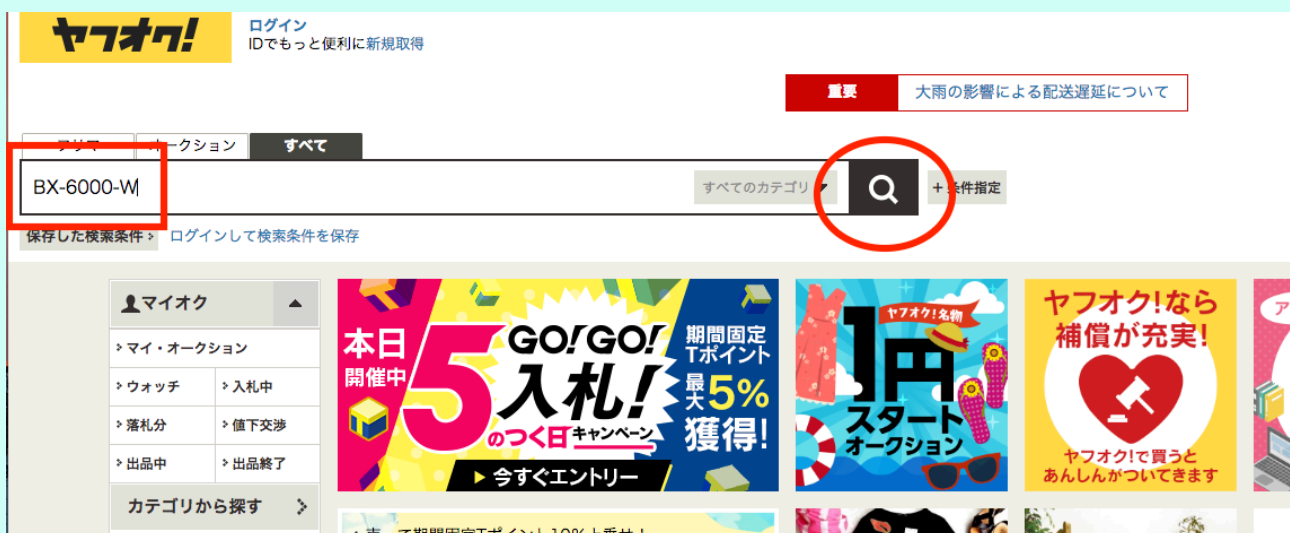 ヤフオク!
ログイン
IDでもっと便利に新規取得
重要 大雨の影響による配送遅延について
フリマ オークション すべて
BX-6000-W すべてのカテゴリ ▼ +条件指定
保存した検索条件 ログインして検索条件を保存
マイオク
マイ・オークション
ウォッチ 入札中
落札分 値下交渉
出品中 出品終了
カテゴリから探す
本日
開催中
5
のつく日 キャンペーン
GO!GO!
入札!
期間固定
Tポイント
最大5%
獲得!
▶今すぐエントリー
ヤフオク!名物
1円
スタート
オークション
ヤフオク!なら
補償が充実!
ヤフオク!で買うと
あんしんがついてきます
ア